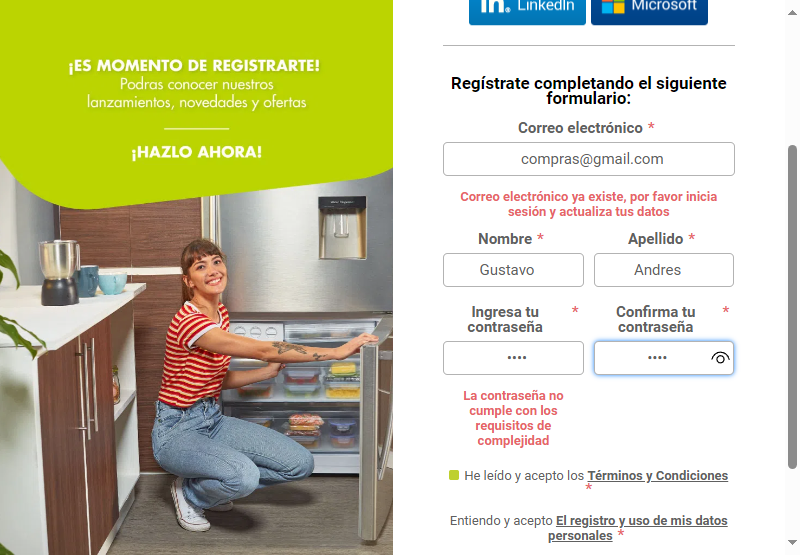 ¡ES MOMENTO DE REGISTRARTE!
Podras conocer nuestros
lanzamientos, novedades y ofertas
¡HAZLO AHORA!
in. LinkedIn
Microsoft
Regístrate completando el siguiente
formulario:
Correo electrónico *
compras@gmail.com
Correo electrónico ya existe, por favor inicia
sesión y actualiza tus datos
Nombre *
Apellido *
Gustavo
Andres
Ingresa tu *
contraseña
Confirma tu *
contraseña
••••
••••
La contraseña no
cumple con los
requisitos de
complejidad
He leído y acepto los Términos y Condiciones
*
Entiendo y acepto El registro y uso de mis datos
personales *